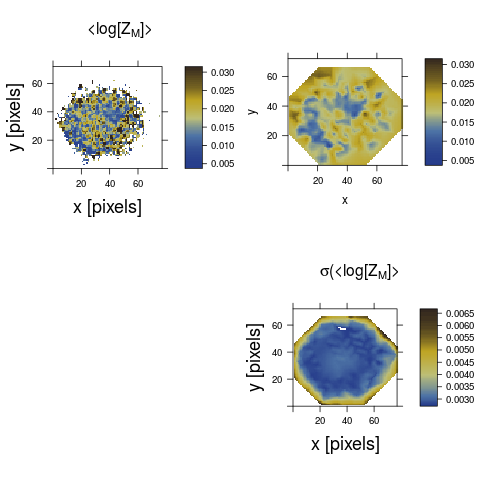 <log[Z_M]>
60
40
20
20 40 60
x [pixels]
y [pixels]
0.030
0.025
0.020
0.015
0.010
0.005
60
40
20
20 40 60
x
y
0.030
0.025
0.020
0.015
0.010
0.005
σ(<log[Z_M]>
60
40
20
20 40 60
x [pixels]
y [pixels]
0.0065
0.0060
0.0055
0.0050
0.0045
0.0040
0.0035
0.0030